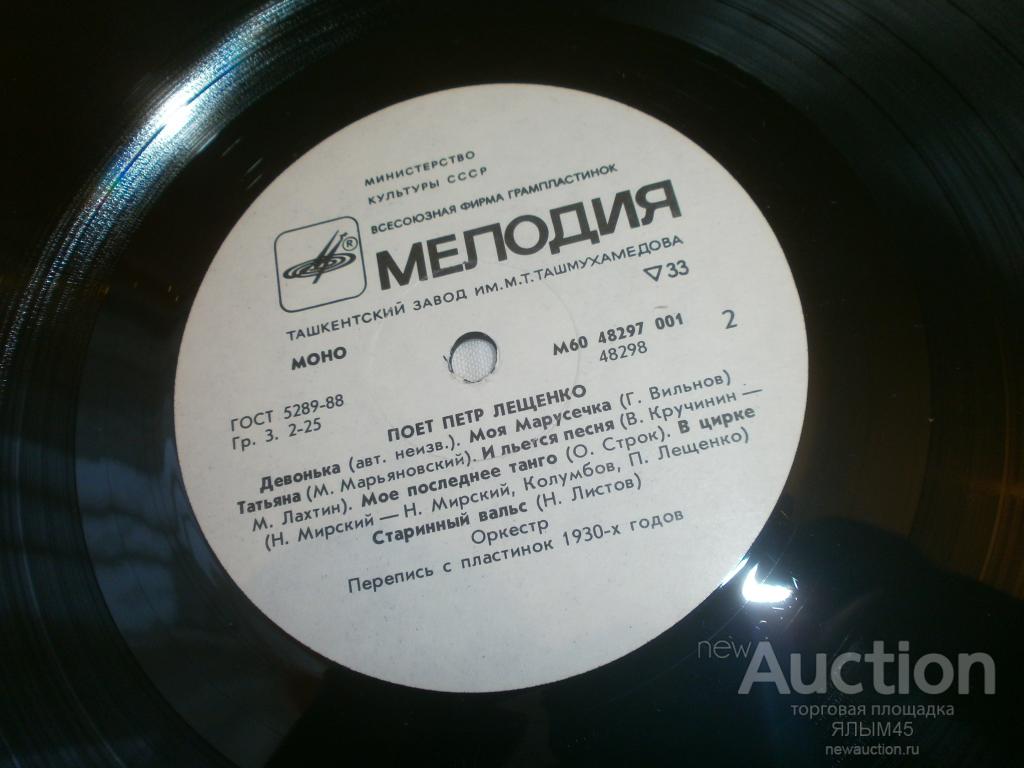 МИНИСТЕРСТВО
КУЛЬТУРЫ СССР
ВСЕСОЮЗНАЯ ФИРМА ГРАМПЛАСТИНОК
®
МЕЛОДИЯ
ТАШКЕНТСКИЙ ЗАВОД ИМ.М.Т.ТАШМУХАМЕДОВА
МОНО
▽33
М60 48297 001
48298
2
ГОСТ 5289-88
Гр. 3. 2-25
ПОЕТ ПЕТР ЛЕЩЕНКО
Девонька (авт. неизв.). Моя Марусечка (Г. Вильнов)
Татьяна (М. Марьяновский). И льется песня (В. Кручинин —
М. Лахтин). Мое последнее танго (О. Строк). В цирке
(Н. Мирский — Н. Мирский, Колумбов, П. Лещенко)
Старинный вальс (Н. Листов)
Оркестр
Перепись с пластинок 1930-х годов
newAuction
торговая площадка
ЯЛЫМ45
newauction.ru